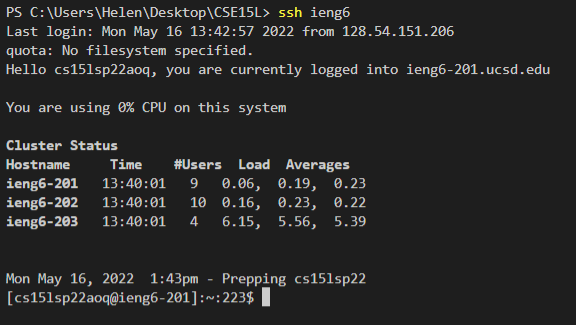 PS C:\Users\Helen\Desktop\CSE15L> ssh ieng6
Last login: Mon May 16 13:42:57 2022 from 128.54.151.206
quota: No filesystem specified.
Hello cs15lsp22aoq, you are currently logged into ieng6-201.ucsd.edu
You are using 0% CPU on this system
Cluster Status
Hostname     Time    #Users  Load  Averages
ieng6-201   13:40:01   9  0.06,  0.19,  0.23
ieng6-202   13:40:01   10  0.16,  0.23,  0.22
ieng6-203   13:40:01   4  6.15,  5.56,  5.39
Mon May 16, 2022  1:43pm - Prepping cs15lsp22
[cs15lsp22aoq@ieng6-201]:~:223$